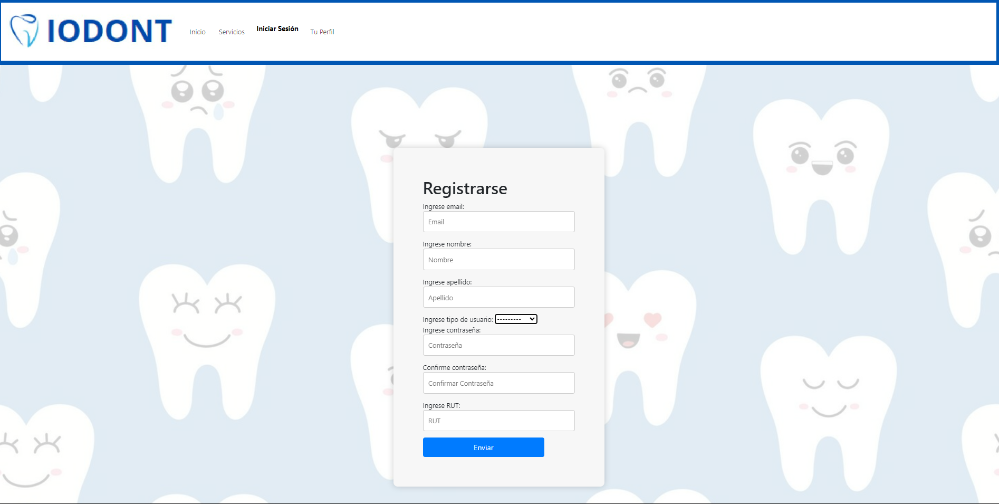 IODONT
Inicio Servicios Iniciar Sesión Tu Perfil
Registrarse
Ingrese email:
Email
Ingrese nombre:
Nombre
Ingrese apellido:
Apellido
Ingrese tipo de usuario: ---------
Ingrese contraseña:
Contraseña
Confirme contraseña:
Confirmar Contraseña
Ingrese RUT:
RUT
Enviar